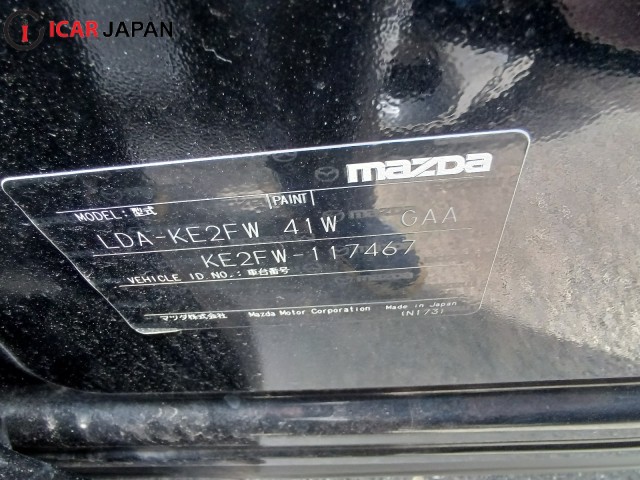 ICAR JAPAN
mazda
MODEL:型式 PAINT
LDA-KE2FW 41W GAA
KE2FW-117467
VEHICLE ID NO.:車台番号
マツダ株式会社 Mazda Motor Corporation Made in Japan
(N173)